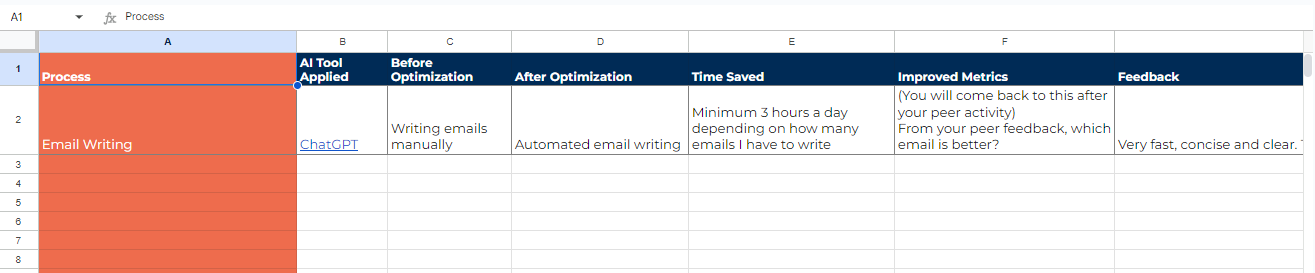 A1 fx Process
A B C D E F
1 Process AI Tool Applied Before Optimization After Optimization Time Saved Improved Metrics Feedback
2 Email Writing ChatGPT Writing emails manually Automated email writing Minimum 3 hours a day depending on how many emails I have to write (You will come back to this after your peer activity) From your peer feedback, which email is better? Very fast, concise and clear.
3
4
5
6
7
8